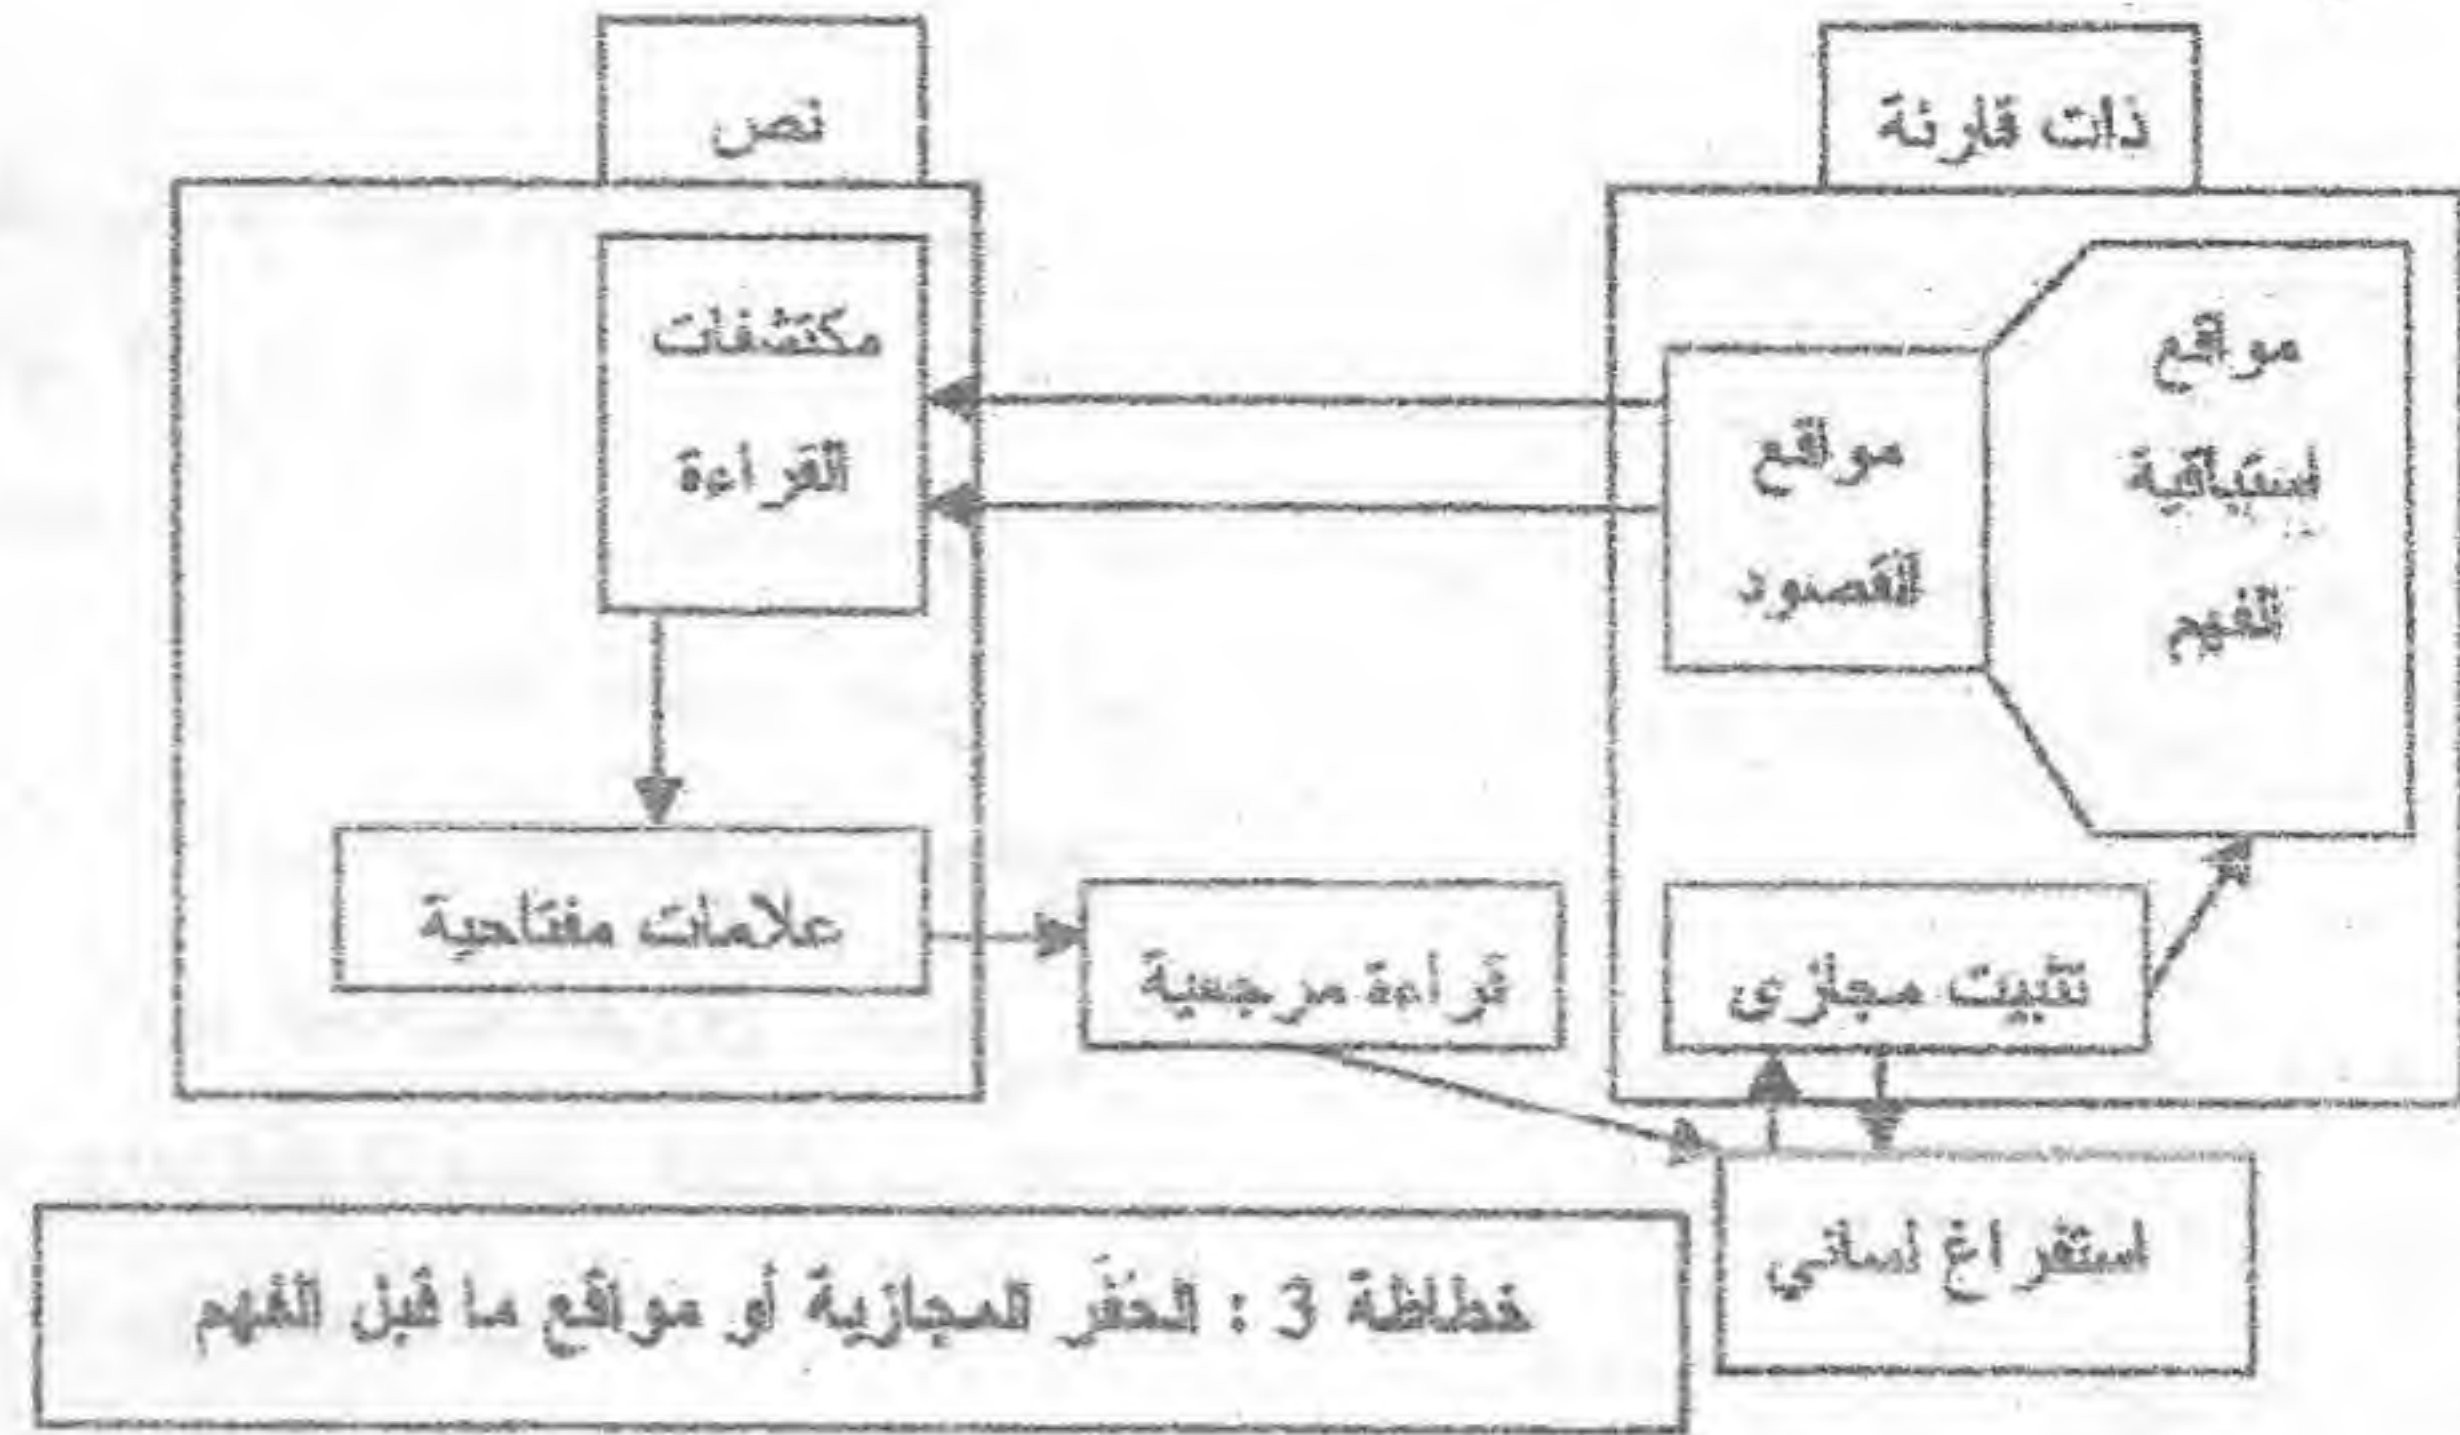 ذات قارئة
نص
مواقع
استباقية
الفهم
مواقع
القصود
مكتشفات
القراءة
علامات مفتاحية
قراءة مرجعية
تثبيت مجازي
استفراغ لساني
خطاطة 3 : الحُفَر المجازية أو مواقع ما قبل الفهم